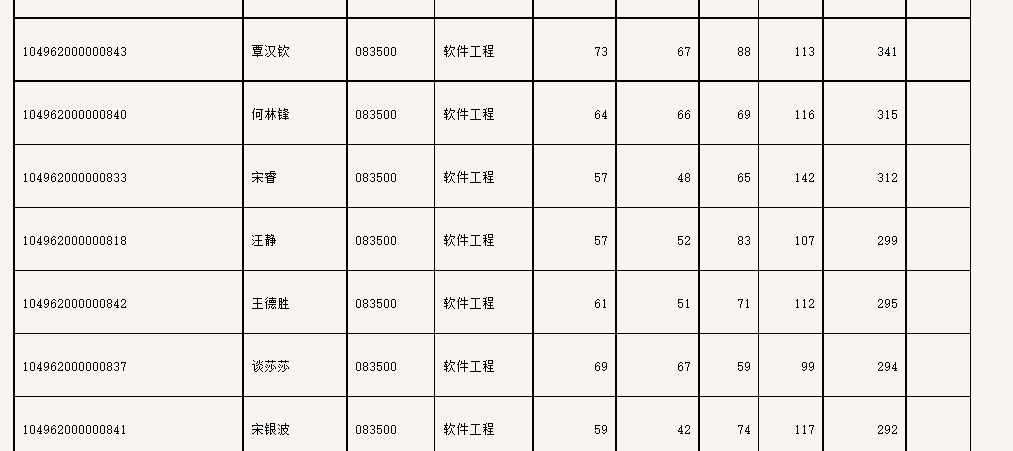 104962000000843 覃汉钦 083500 软件工程 73 67 88 113 341
104962000000840 何林锋 083500 软件工程 64 66 69 116 315
104962000000833 宋睿 083500 软件工程 57 48 65 142 312
104962000000818 汪静 083500 软件工程 57 52 83 107 299
104962000000842 王德胜 083500 软件工程 61 51 71 112 295
104962000000837 谈莎莎 083500 软件工程 69 67 59 99 294
104962000000841 宋银波 083500 软件工程 59 42 74 117 292